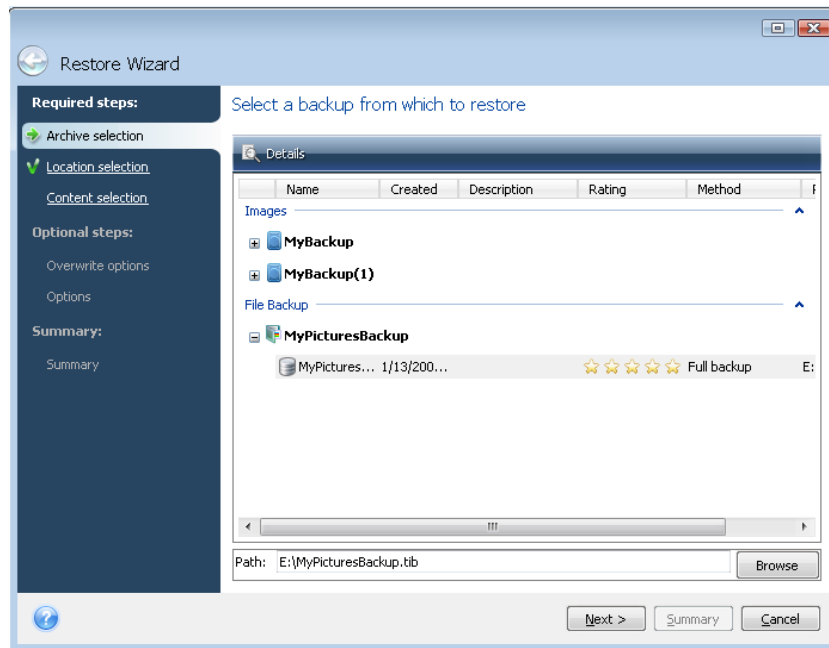 Restore Wizard
Required steps:
Archive selection
Location selection
Content selection
Optional steps:
Overwrite options
Options
Summary:
Summary
Select a backup from which to restore
Details
Name Created Description Rating Method
Images
MyBackup
MyBackup(1)
File Backup
MyPicturesBackup
MyPictures... 1/13/200... Full backup E:
Path: E:\MyPicturesBackup.tib Browse
Next > Summary Cancel